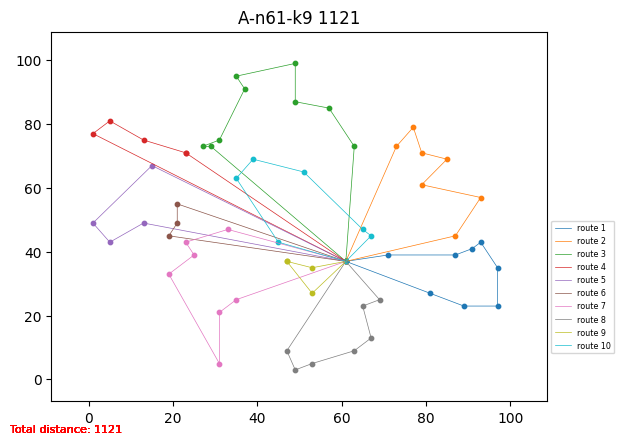 A-n61-k9 1121
100
80
60
40
20
0
0 20 40 60 80 100
route 1
route 2
route 3
route 4
route 5
route 6
route 7
route 8
route 9
route 10
Total distance: 1121